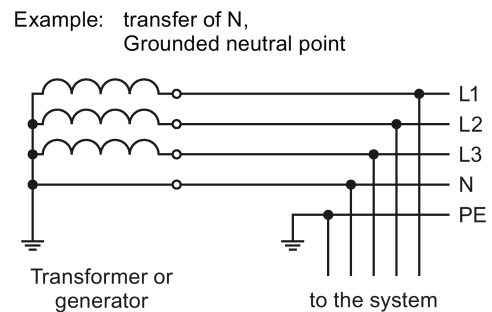 Example: transfer of N,
Grounded neutral point
L1
L2
L3
N
PE
Transformer or
generator
to the system